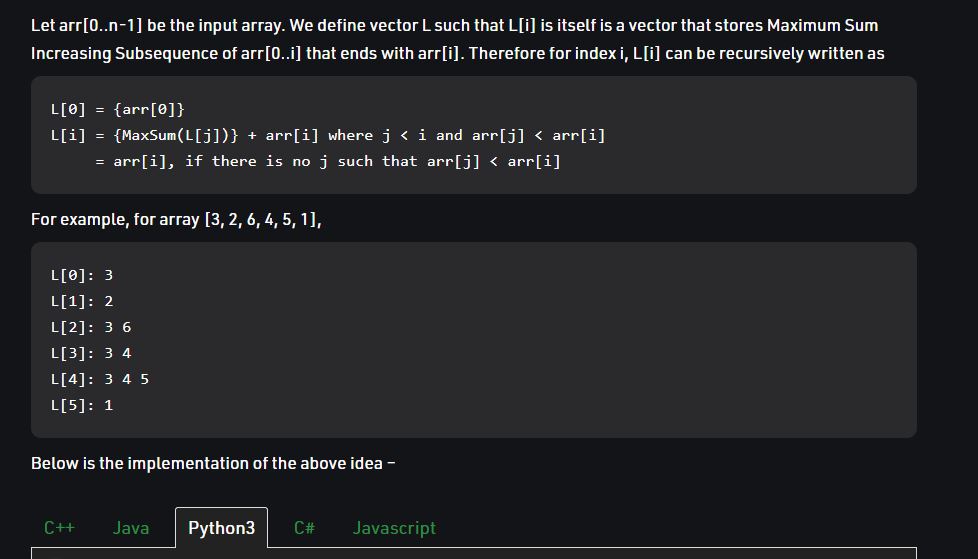 Let arr[0..n-1] be the input array. We define vector L such that L[i] is itself is a vector that stores Maximum Sum
Increasing Subsequence of arr[0..i] that ends with arr[i]. Therefore for index i, L[i] can be recursively written as
L[0] = {arr[0]}
L[i] = {MaxSum(L[j])} + arr[i] where j < i and arr[j] < arr[i]
= arr[i], if there is no j such that arr[j] < arr[i]
For example, for array [3, 2, 6, 4, 5, 1],
L[0]: 3
L[1]: 2
L[2]: 3 6
L[3]: 3 4
L[4]: 3 4 5
L[5]: 1
Below is the implementation of the above idea –
C++ Java Python3 C# Javascript